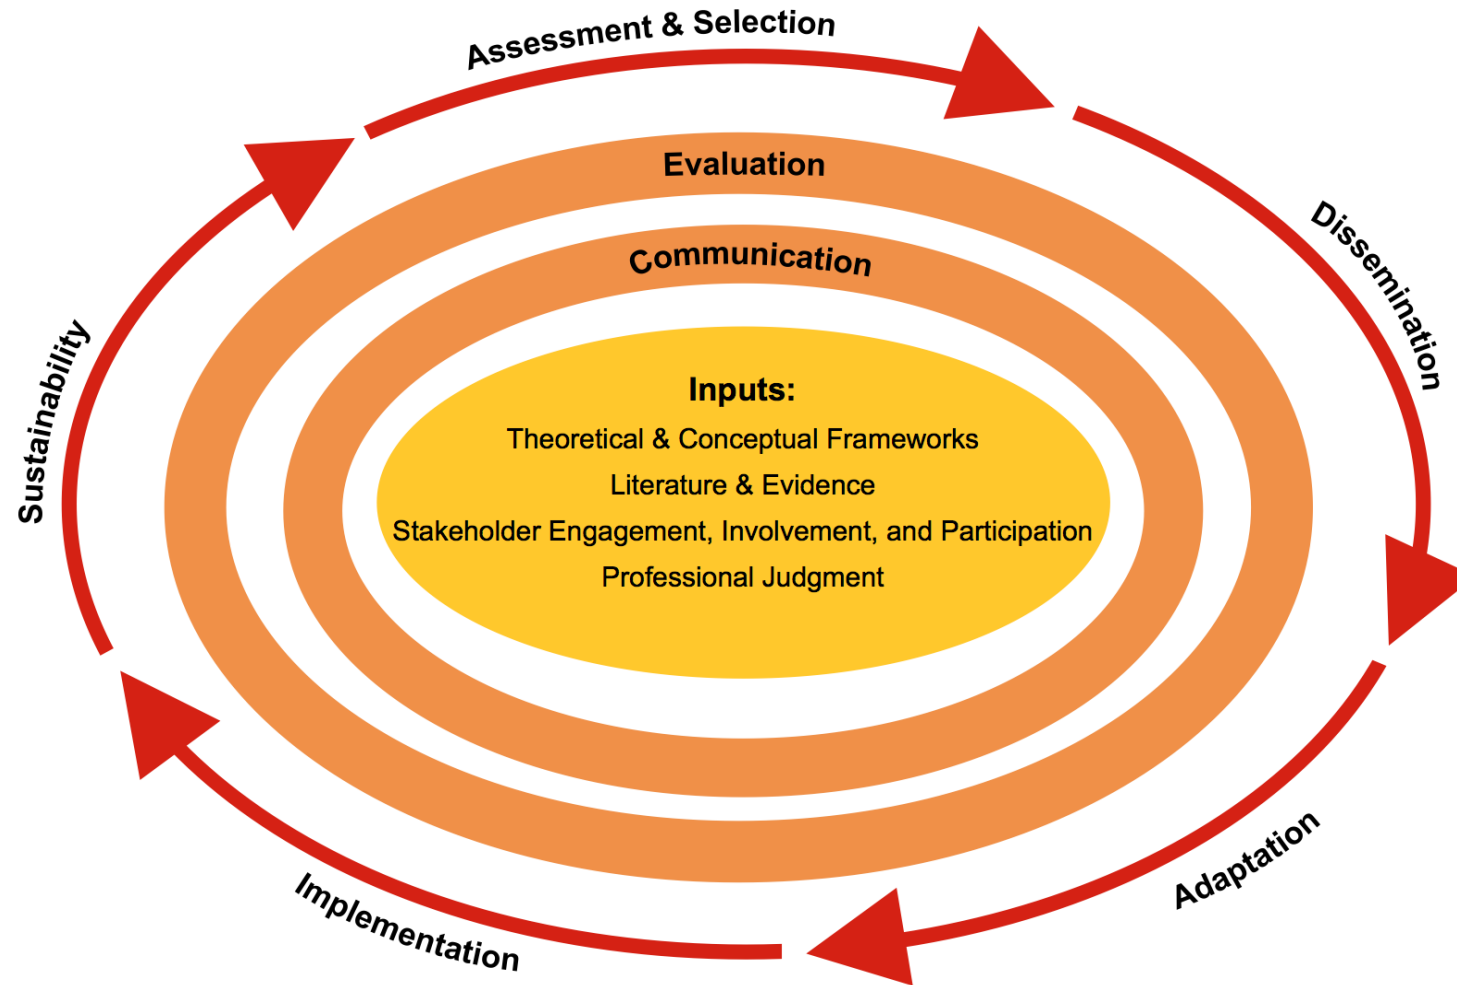 Assessment & Selection
Dissemination
Adaptation
Implementation
Sustainability
Evaluation
Communication
Inputs:
Theoretical & Conceptual Frameworks
Literature & Evidence
Stakeholder Engagement, Involvement, and Participation
Professional Judgment